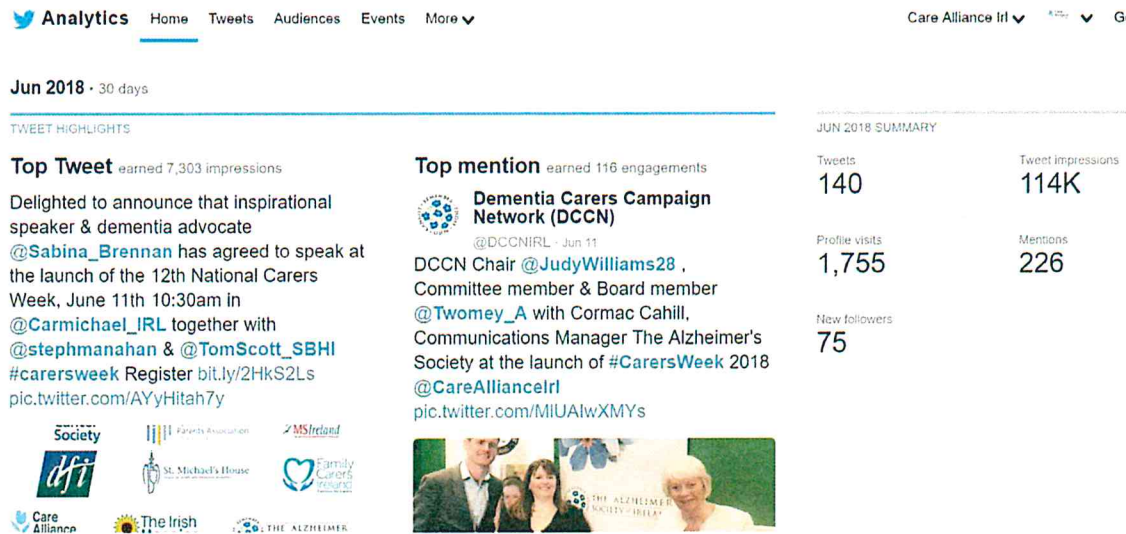 Analytics Home Tweets Audiences Events More
Care Alliance Irl
Jun 2018 · 30 days
TWEET HIGHLIGHTS
Top Tweet earned 7,303 impressions
Delighted to announce that inspirational
speaker & dementia advocate
@Sabina_Brennan has agreed to speak at
the launch of the 12th National Carers
Week, June 11th 10:30am in
@Carmichael_IRL together with
@stephmanahan & @TomScott_SBHI
#carersweek Register bit.ly/2HkS2Ls
pic.twitter.com/AYyHitah7y
Society
Parents Association
MS Ireland
dfi
St. Michael's House
Family
Carers
Ireland
Care
Alliance
The Irish
THE ALZHEIMER
Top mention earned 116 engagements
Dementia Carers Campaign
Network (DCCN)
@DCCNIRL · Jun 11
DCCN Chair @JudyWilliams28 ,
Committee member & Board member
@Twomey_A with Cormac Cahill,
Communications Manager The Alzheimer's
Society at the launch of #CarersWeek 2018
@CareAllianceIrl
pic.twitter.com/MIUAIwXMYs
THE ALZHEIMER
SOCIETY of IRELAND
JUN 2018 SUMMARY
Tweets
140
Tweet impressions
114K
Profile visits
1,755
Mentions
226
New followers
75